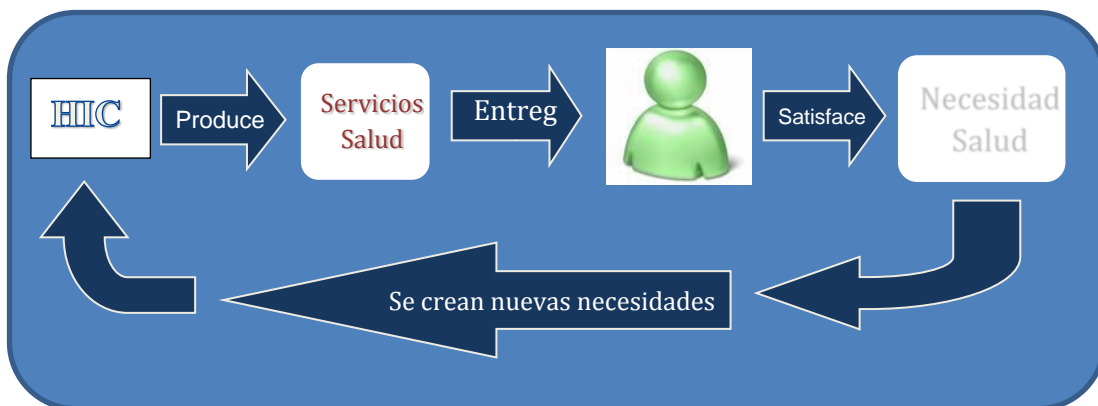 HIC
Produce
Servicios
Salud
Entreg
Satisface
Necesidad
Salud
Se crean nuevas necesidades